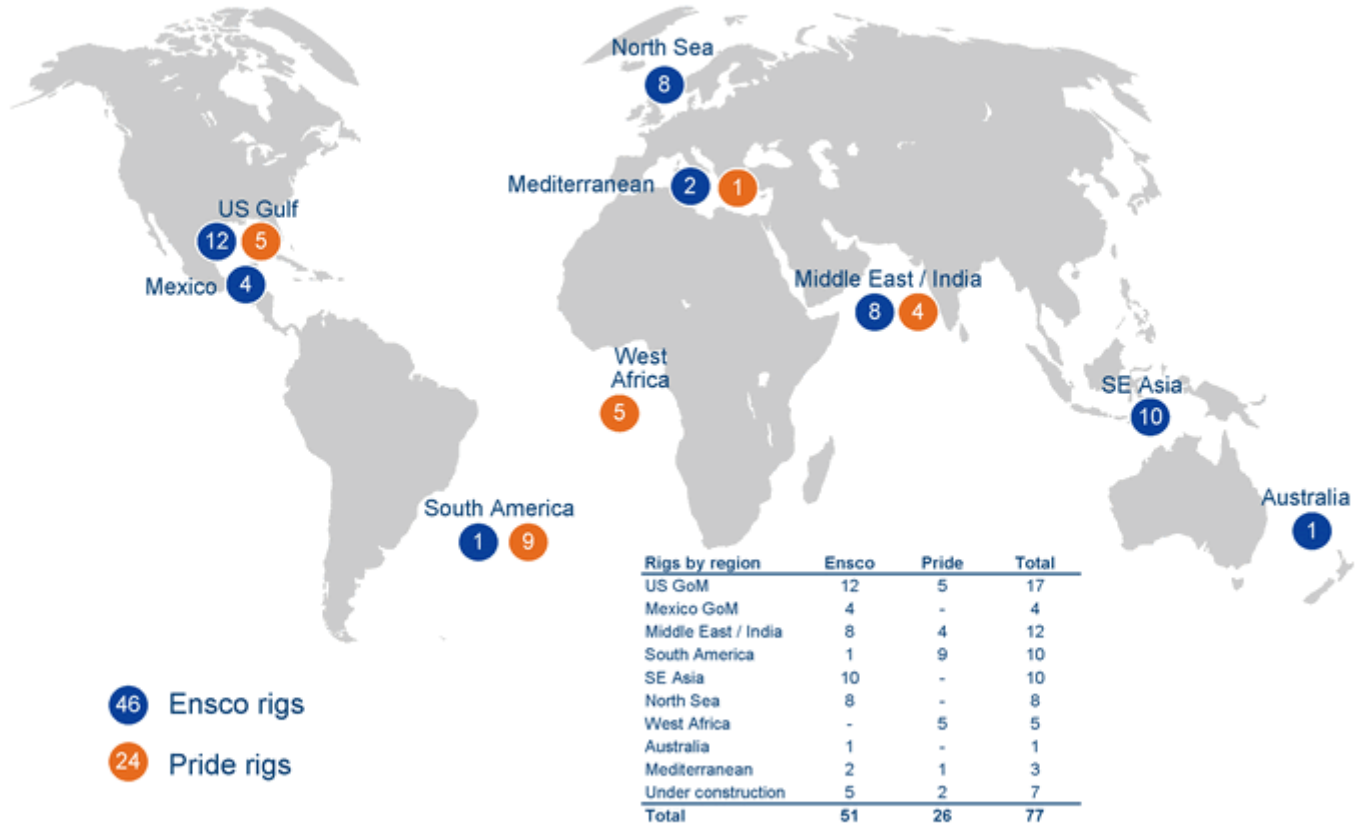 North Sea
8
Mediterranean 2 1
US Gulf
12 5
Mexico 4
Middle East / India
8 4
West
Africa
5
SE Asia
10
South America
1 9
Australia
1
Rigs by region Ensco Pride Total
US GoM 12 5 17
Mexico GoM 4 - 4
Middle East / India 8 4 12
South America 1 9 10
SE Asia 10 - 10
North Sea 8 - 8
West Africa - 5 5
Australia 1 - 1
Mediterranean 2 1 3
Under construction 5 2 7
Total 51 26 77
46 Ensco rigs
24 Pride rigs